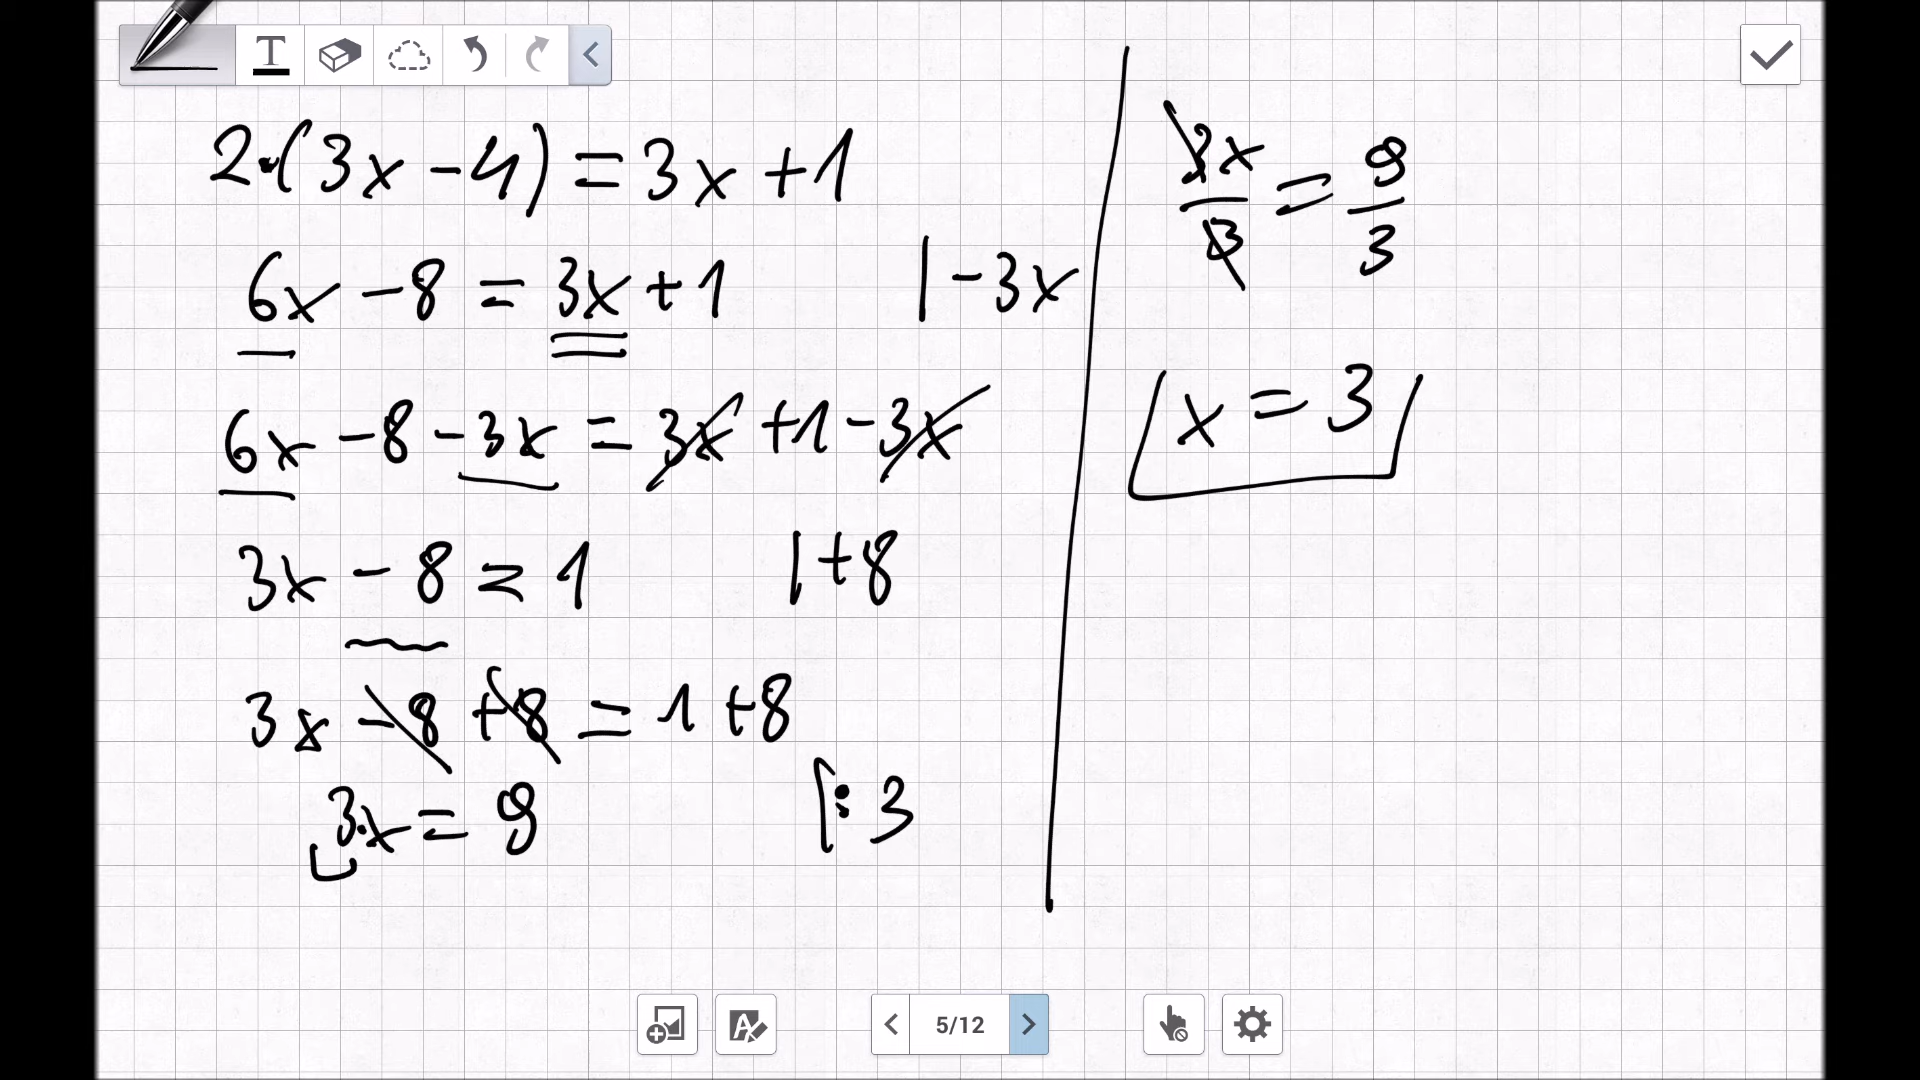 T
2·(3x-4)=3x+1
6x-8=3x+1 |-3x
6x-8-3x=3x+1-3x
3x-8=1 |+8
3x-8+8=1+8
3·x=9 |:3
3x/3=9/3
x=3
5/12